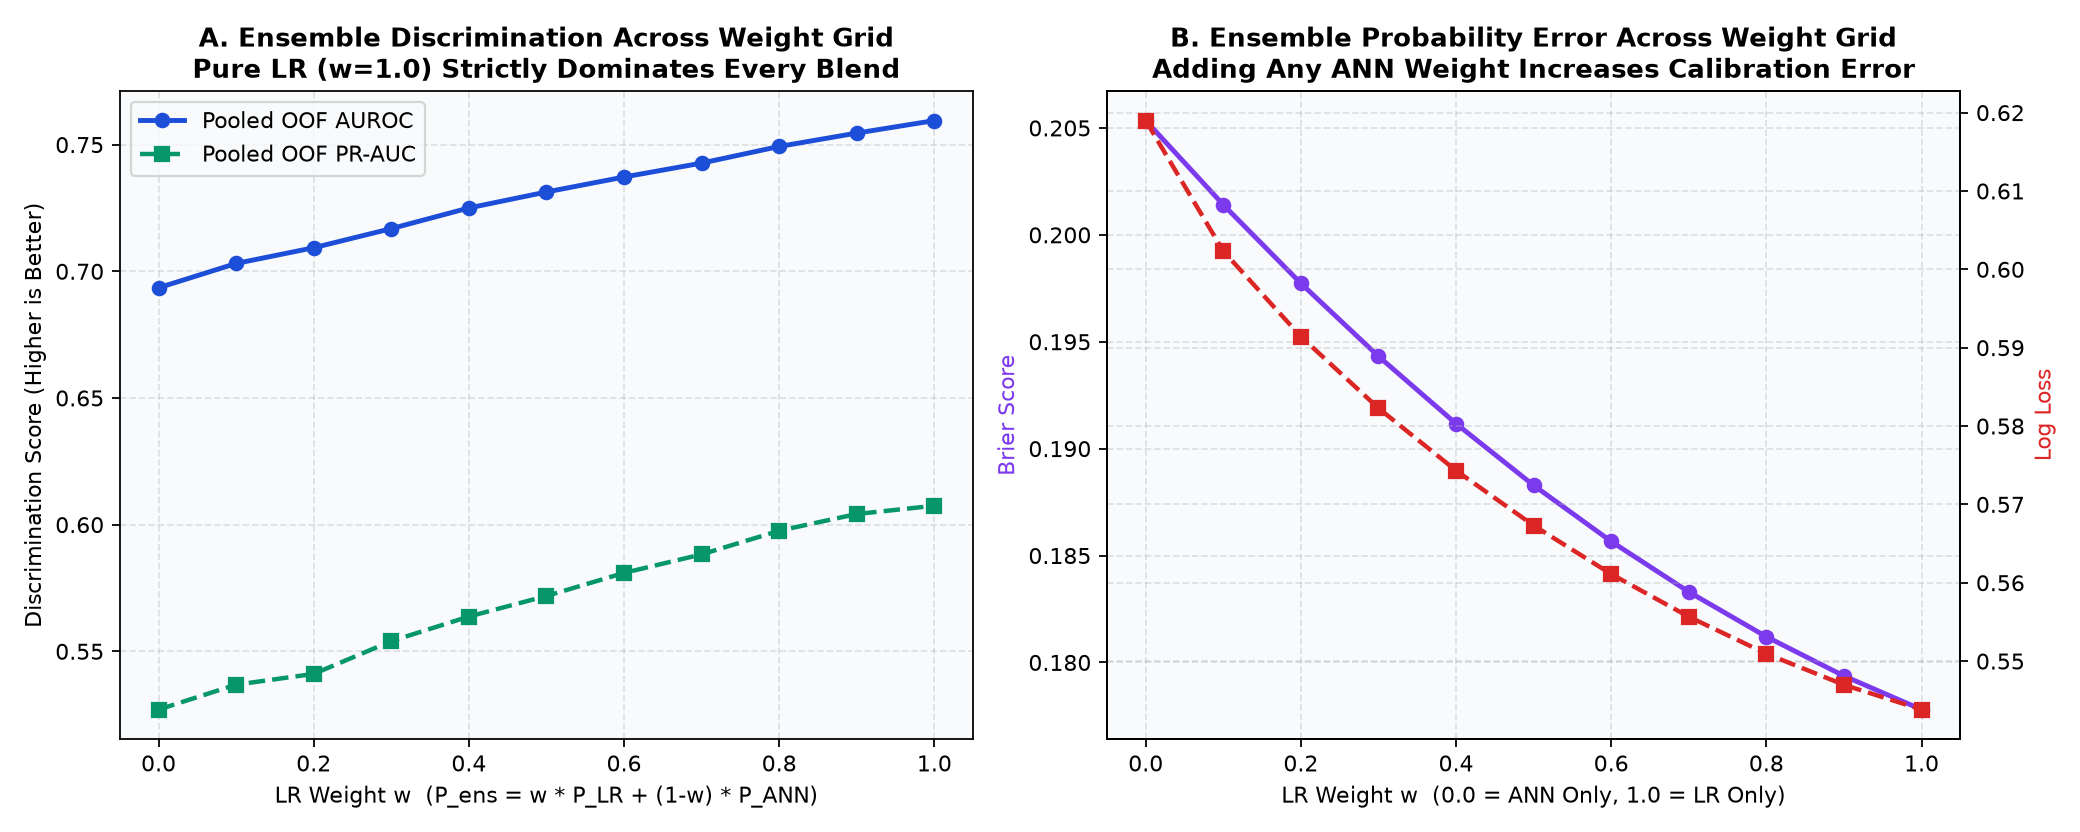 A. Ensemble Discrimination Across Weight Grid
Pure LR (w=1.0) Strictly Dominates Every Blend
Pooled OOF AUROC
Pooled OOF PR-AUC
Discrimination Score (Higher is Better)
0.75
0.70
0.65
0.60
0.55
0.0 0.2 0.4 0.6 0.8 1.0
LR Weight w (P_ens = w * P_LR + (1-w) * P_ANN)
B. Ensemble Probability Error Across Weight Grid
Adding Any ANN Weight Increases Calibration Error
Brier Score
0.205
0.200
0.195
0.190
0.185
0.180
0.62
0.61
0.60
0.59
0.58
0.57
0.56
0.55
Log Loss
0.0 0.2 0.4 0.6 0.8 1.0
LR Weight w (0.0 = ANN Only, 1.0 = LR Only)